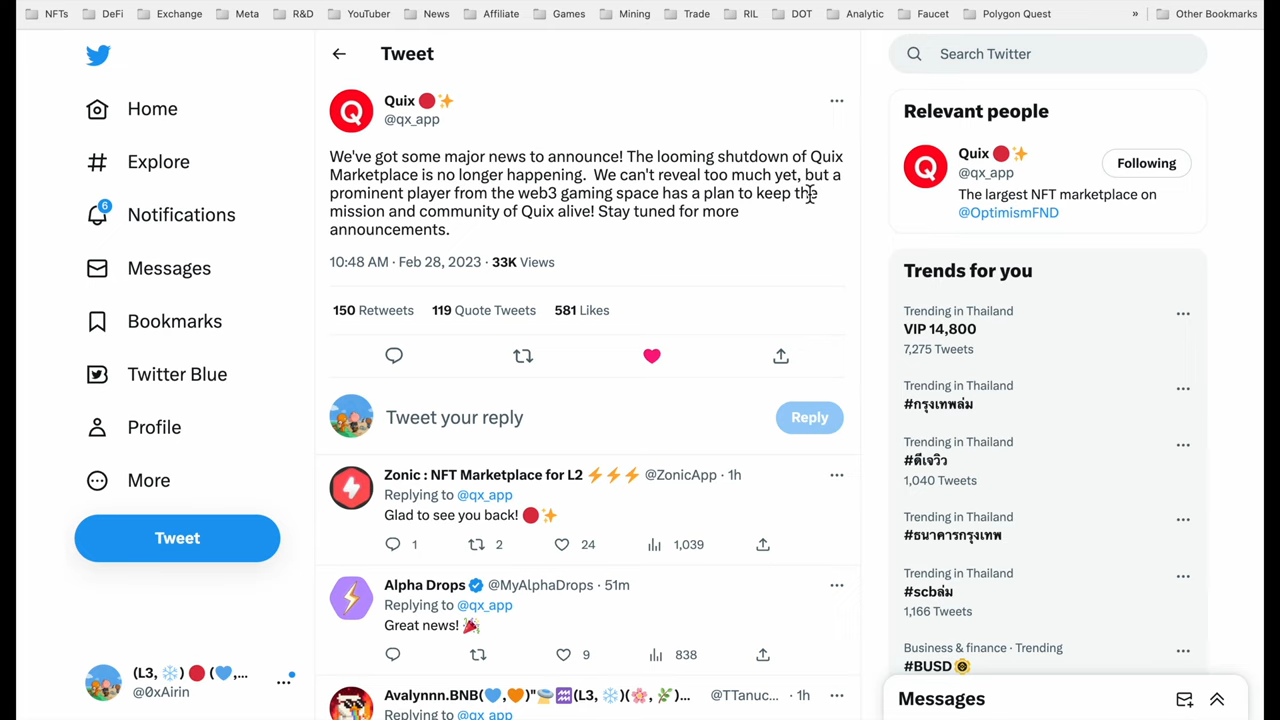 NFTs DeFi Exchange Meta R&D YouTuber News Affiliate Games Mining Trade RIL DOT Analytic Faucet Polygon Quest » Other Bookmarks
Home
Explore
6
Notifications
Messages
Bookmarks
Twitter Blue
Profile
More
Tweet
(L3, ❄️) 🔴 (💙,...
@0xAirin
Tweet
Q
Quix 🔴✨
@qx_app
We've got some major news to announce! The looming shutdown of Quix
Marketplace is no longer happening. We can't reveal too much yet, but a
prominent player from the web3 gaming space has a plan to keep the
mission and community of Quix alive! Stay tuned for more
announcements.
10:48 AM · Feb 28, 2023 · 33K Views
150 Retweets 119 Quote Tweets 581 Likes
Tweet your reply
Reply
Zonic : NFT Marketplace for L2 ⚡⚡⚡ @ZonicApp · 1h
Replying to @qx_app
Glad to see you back! 🔴✨
1 2 24 1,039
Alpha Drops @MyAlphaDrops · 51m
Replying to @qx_app
Great news! 🎉
9 838
Avalynnn.BNB(💙,🧡)"🍜♒(L3, ❄️)(🌸, 🌿)... @TTanuc... · 1h
Replying to @qx_app
Search Twitter
Relevant people
Q
Quix 🔴✨
@qx_app
Following
The largest NFT marketplace on
@OptimismFND
Trends for you
Trending in Thailand
VIP 14,800
7,275 Tweets
Trending in Thailand
#กรุงเทพล่ม
Trending in Thailand
#ดีเจวิว
1,040 Tweets
Trending in Thailand
#ธนาคารกรุงเทพ
Trending in Thailand
#scbล่ม
1,166 Tweets
Business & finance · Trending
#BUSD
Messages